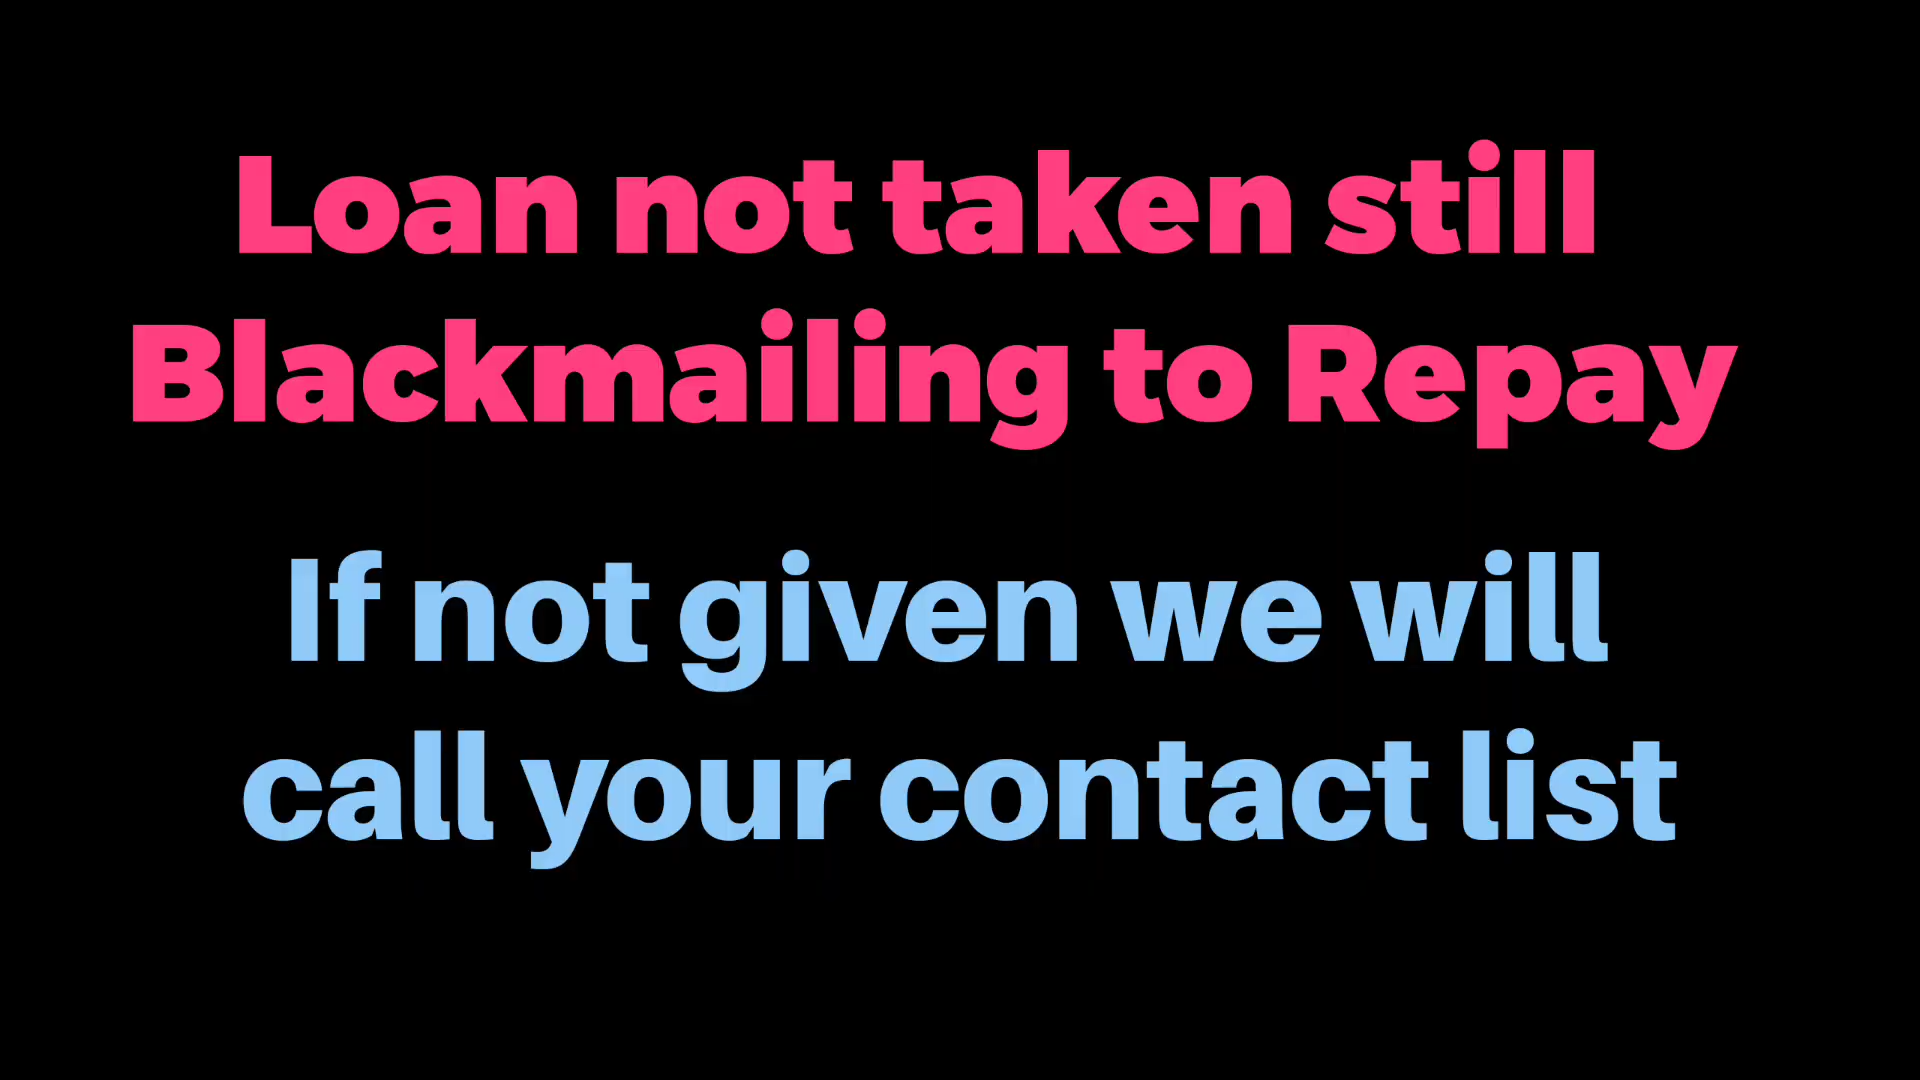 Loan not taken still
Blackmailing to Repay
If not given we will
call your contact list